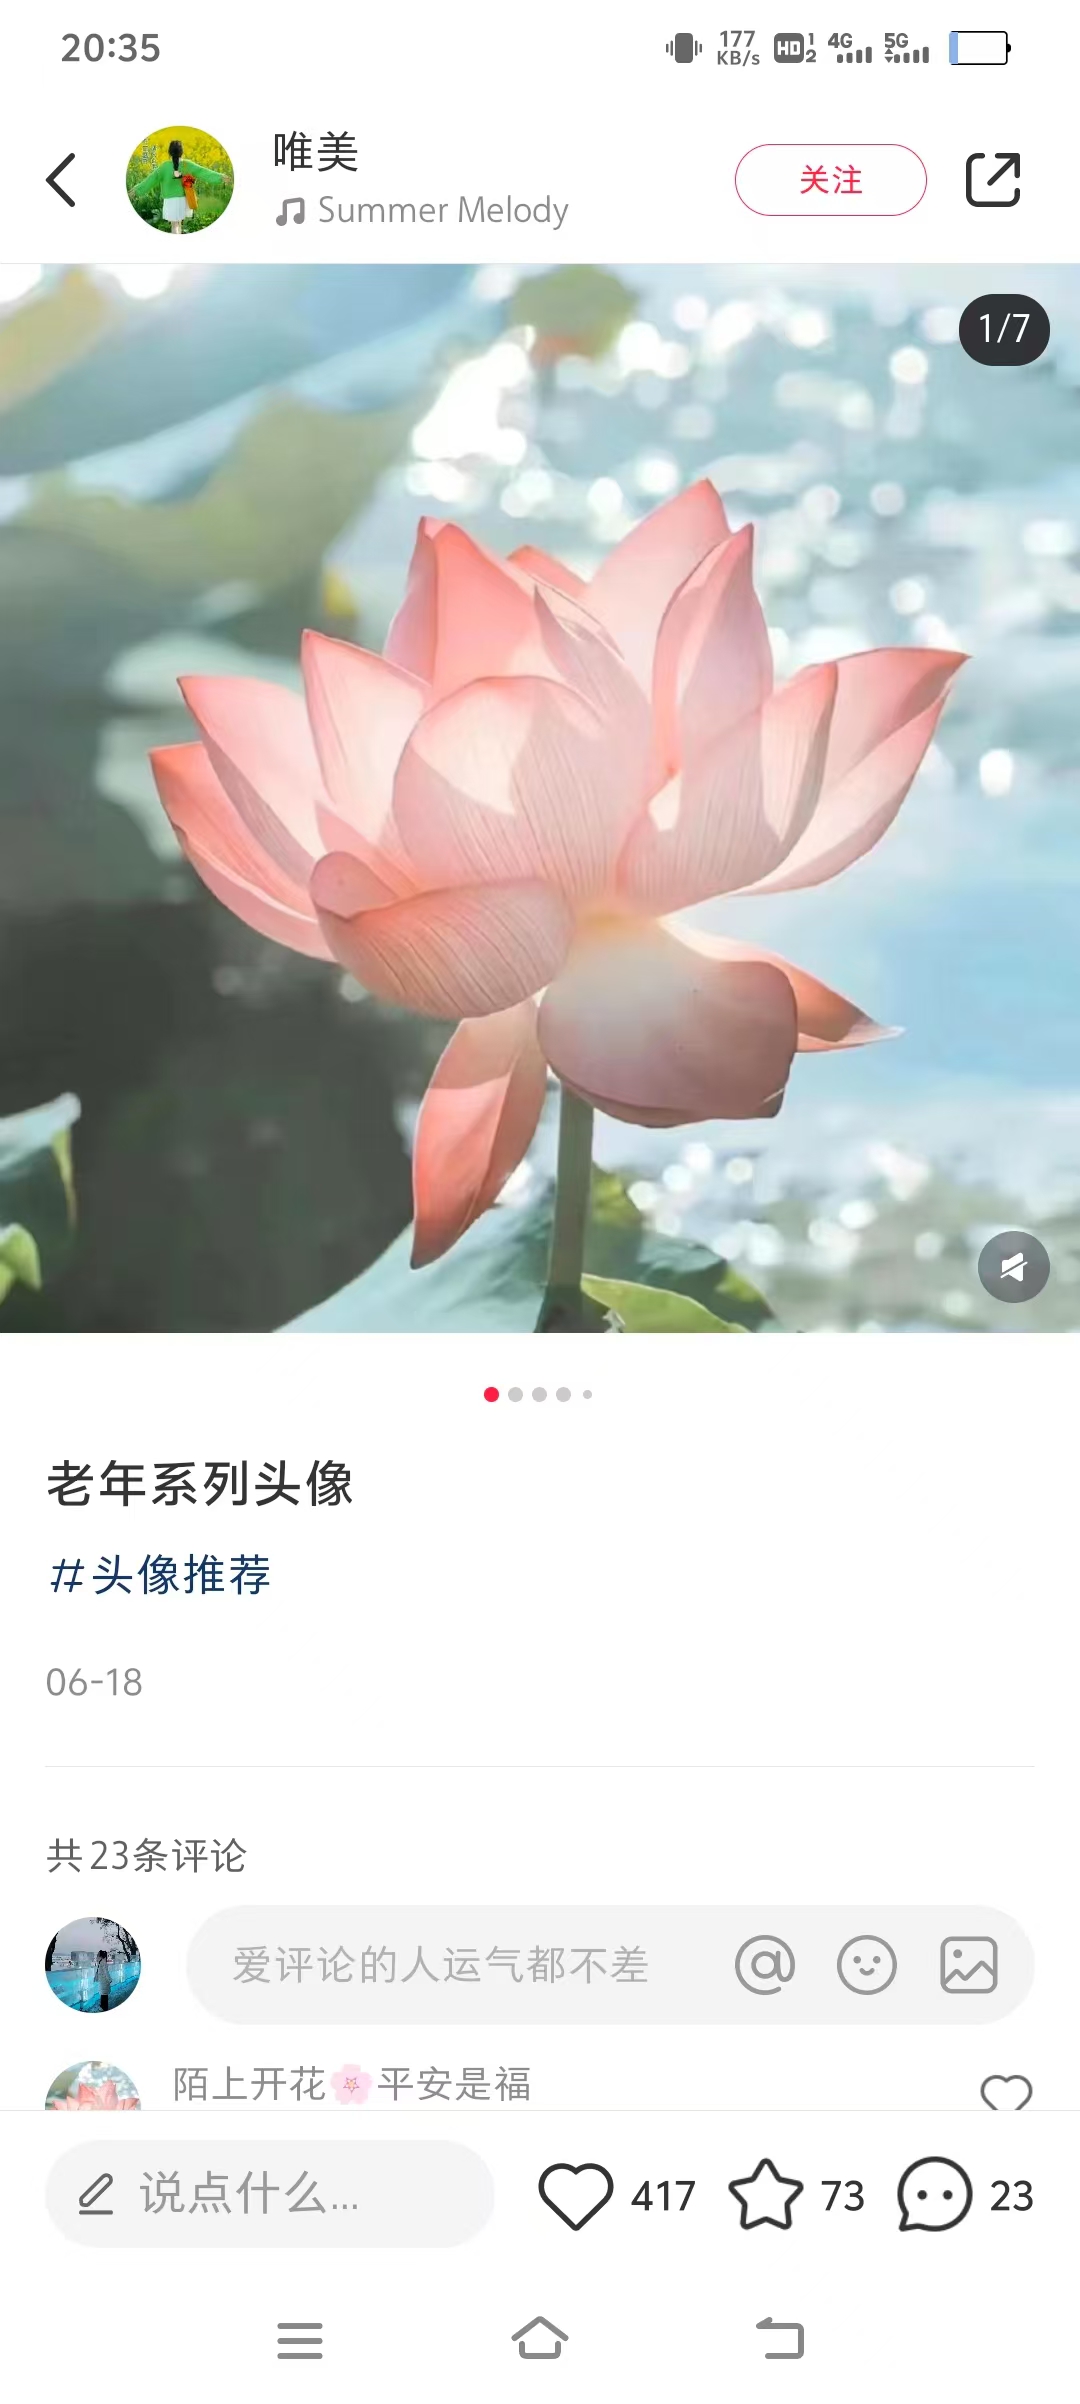 20:35
177
KB/s
HD 1 2
4G
5G
唯美
Summer Melody
关注
1/7
老年系列头像
#头像推荐
06-18
共23条评论
爱评论的人运气都不差
陌上开花🌸平安是福
说点什么...
417
73
23